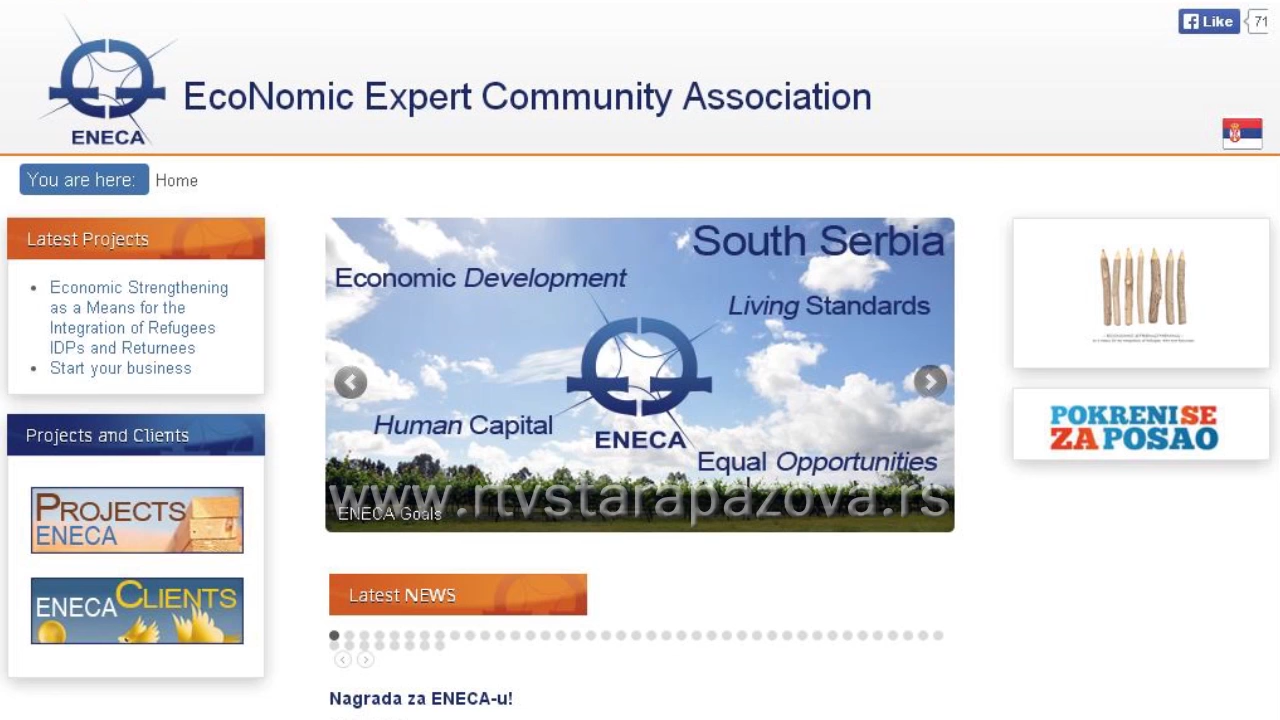 Like 71
EcoNomic Expert Community Association
ENECA
You are here: Home
Latest Projects
Economic Strengthening
as a Means for the
Integration of Refugees
IDPs and Returnees
Start your business
Projects and Clients
PROJECTS
ENECA
ENECA CLIENTS
South Serbia
Economic Development
Living Standards
Human Capital
ENECA
Equal Opportunities
www.rtvstarapazova.rs
ENECA Goals
Latest NEWS
Nagrada za ENECA-u!
POKRENI SE
ZA POSAO